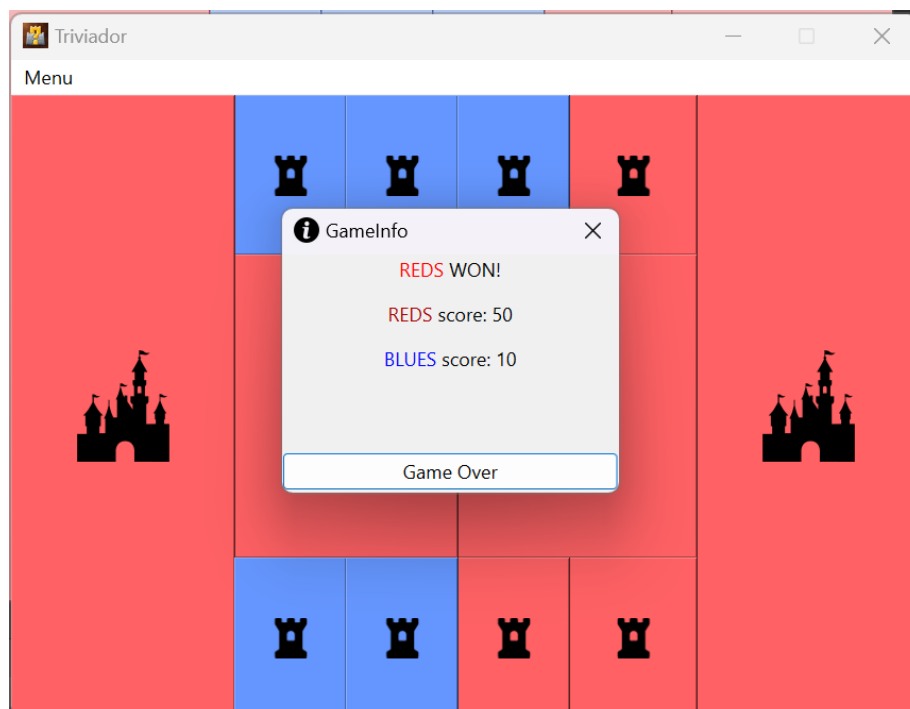 Triviador
Menu
GameInfo
REDS WON!
REDS score: 50
BLUES score: 10
Game Over